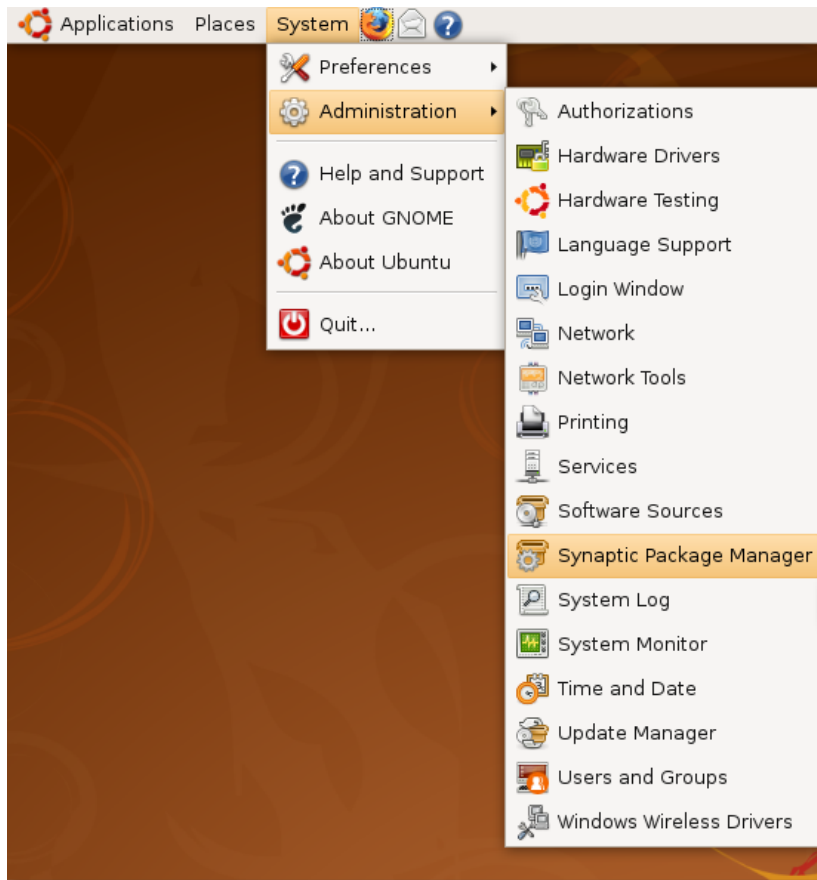 Applications Places System
Preferences
Administration
Help and Support
About GNOME
About Ubuntu
Quit...
Authorizations
Hardware Drivers
Hardware Testing
Language Support
Login Window
Network
Network Tools
Printing
Services
Software Sources
Synaptic Package Manager
System Log
System Monitor
Time and Date
Update Manager
Users and Groups
Windows Wireless Drivers